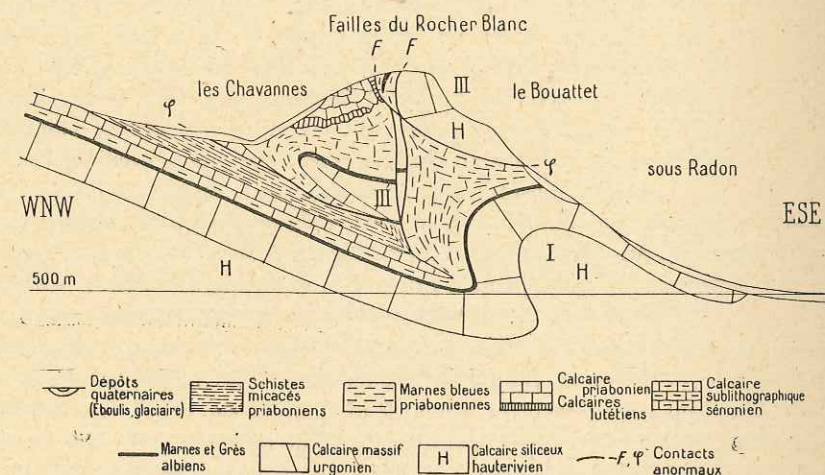 Failles du Rocher Blanc
F F
les Chavannes
III
le Bouattet
φ
H
φ
sous Radon
III
WNW
ESE
I
H
H
500 m
Dépôts
quaternaires
(Éboulis, glaciaire)
Schistes
micacés
priaboniens
Marnes bleues
priaboniennes
Calcaire
priabonien
Calcaires
lutétiens
Calcaire
sublithographique
sénonien
Marnes et Grès
albiens
Calcaire massif
urgonien
H
Calcaire siliceux
hauterivien
F, φ Contacts
anormaux